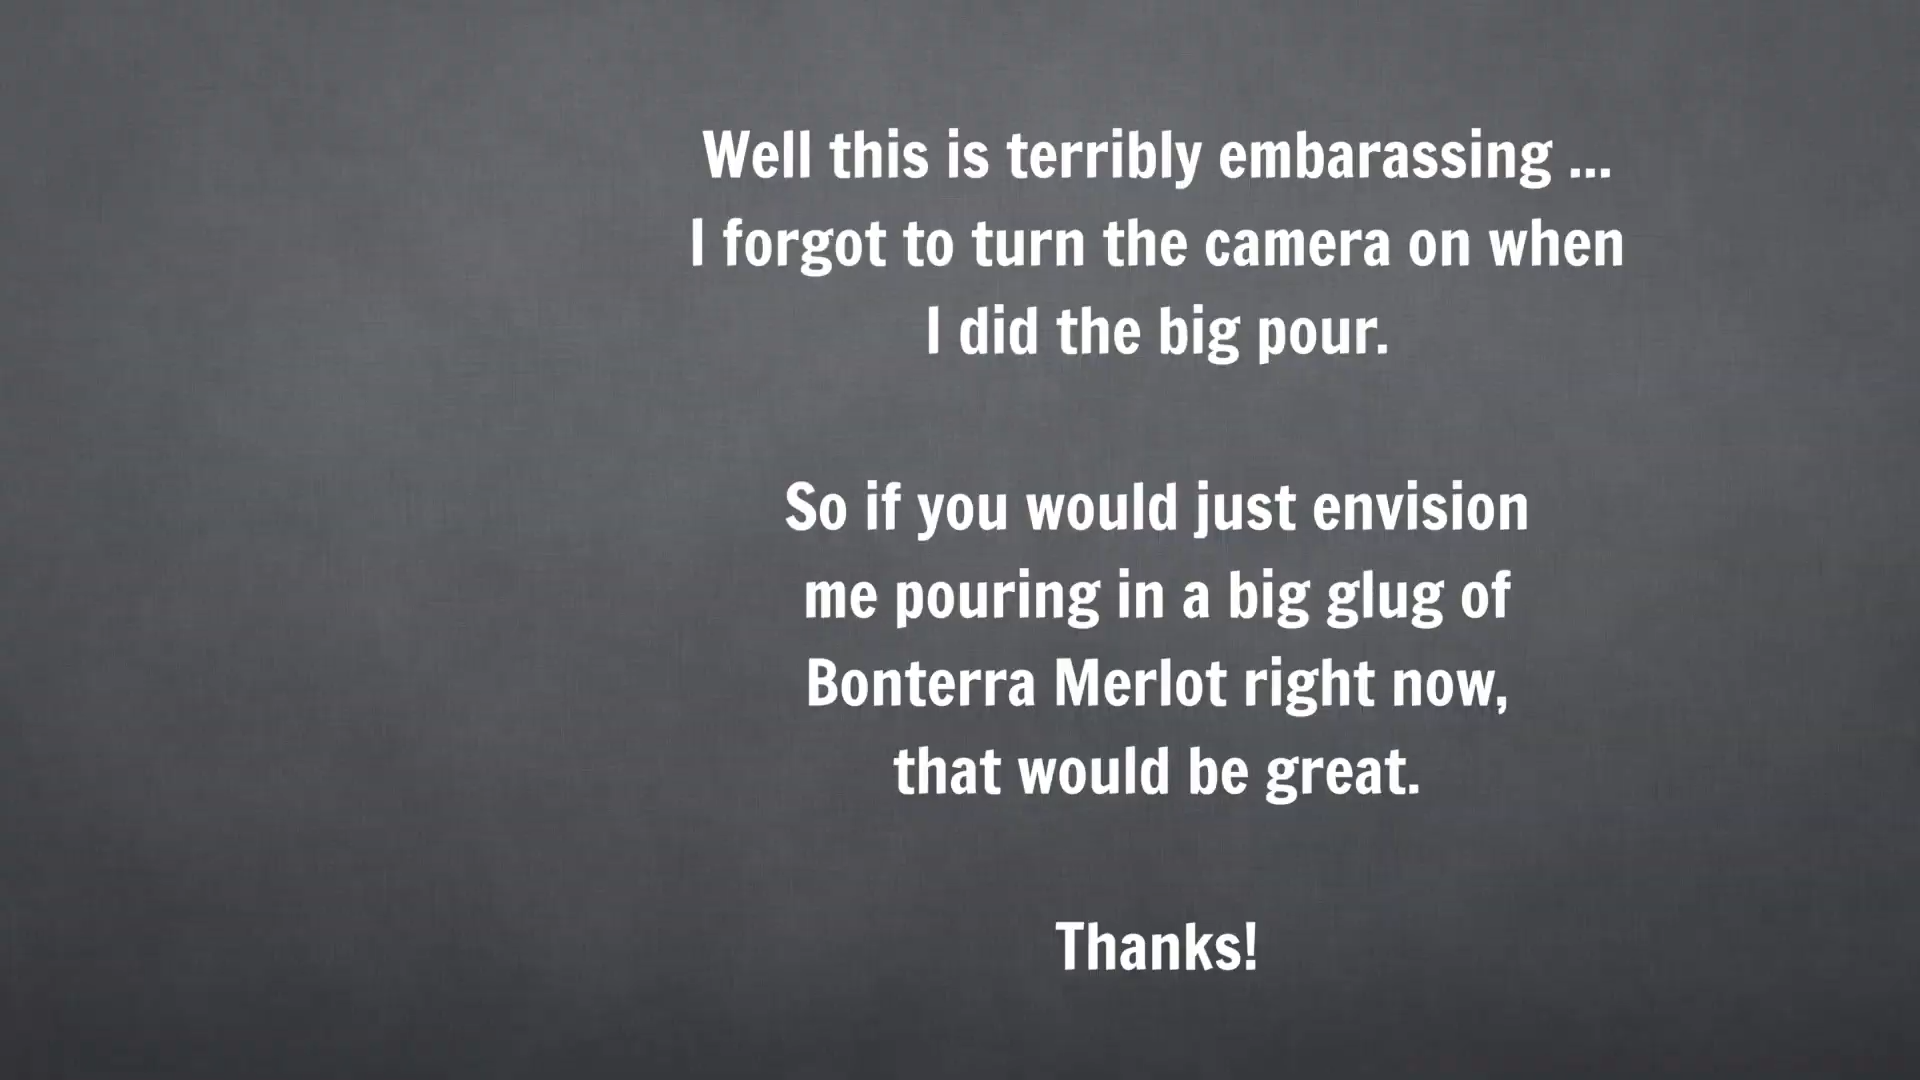 Well this is terribly embarassing ...
I forgot to turn the camera on when
I did the big pour.
So if you would just envision
me pouring in a big glug of
Bonterra Merlot right now,
that would be great.
Thanks!